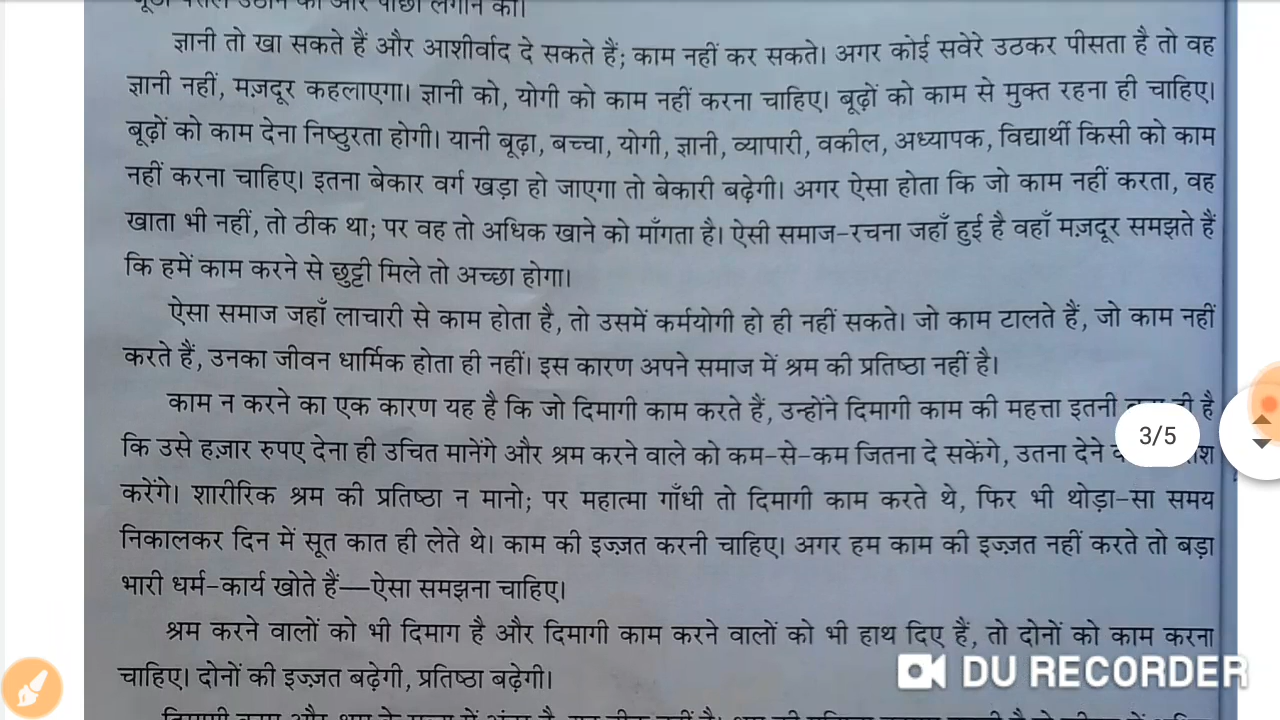 ज्ञानी तो खा सकते हैं और आशीर्वाद दे सकते हैं; काम नहीं कर सकते। अगर कोई सवेरे उठकर पीसता है तो वह
ज्ञानी नहीं, मज़दूर कहलाएगा। ज्ञानी को, योगी को काम नहीं करना चाहिए। बूढ़ों को काम से मुक्त रहना ही चाहिए।
बूढ़ों को काम देना निष्ठुरता होगी। यानी बूढ़ा, बच्चा, योगी, ज्ञानी, व्यापारी, वकील, अध्यापक, विद्यार्थी किसी को काम
नहीं करना चाहिए। इतना बेकार वर्ग खड़ा हो जाएगा तो बेकारी बढ़ेगी। अगर ऐसा होता कि जो काम नहीं करता, वह
खाता भी नहीं, तो ठीक था; पर वह तो अधिक खाने को माँगता है। ऐसी समाज-रचना जहाँ हुई है वहाँ मज़दूर समझते हैं
कि हमें काम करने से छुट्टी मिले तो अच्छा होगा।
ऐसा समाज जहाँ लाचारी से काम होता है, तो उसमें कर्मयोगी हो ही नहीं सकते। जो काम टालते हैं, जो काम नहीं
करते हैं, उनका जीवन धार्मिक होता ही नहीं। इस कारण अपने समाज में श्रम की प्रतिष्ठा नहीं है।
काम न करने का एक कारण यह है कि जो दिमागी काम करते हैं, उन्होंने दिमागी काम की महत्ता इतनी है
3/5
कि उसे हज़ार रुपए देना ही उचित मानेंगे और श्रम करने वाले को कम-से-कम जितना दे सकेंगे, उतना देने
करेंगे। शारीरिक श्रम की प्रतिष्ठा न मानो; पर महात्मा गाँधी तो दिमागी काम करते थे, फिर भी थोड़ा-सा समय
निकालकर दिन में सूत कात ही लेते थे। काम की इज़्ज़त करनी चाहिए। अगर हम काम की इज़्ज़त नहीं करते तो बड़ा
भारी धर्म-कार्य खोते हैं—ऐसा समझना चाहिए।
श्रम करने वालों को भी दिमाग है और दिमागी काम करने वालों को भी हाथ दिए हैं, तो दोनों को काम करना
चाहिए। दोनों की इज़्ज़त बढ़ेगी, प्रतिष्ठा बढ़ेगी।
DU RECORDER